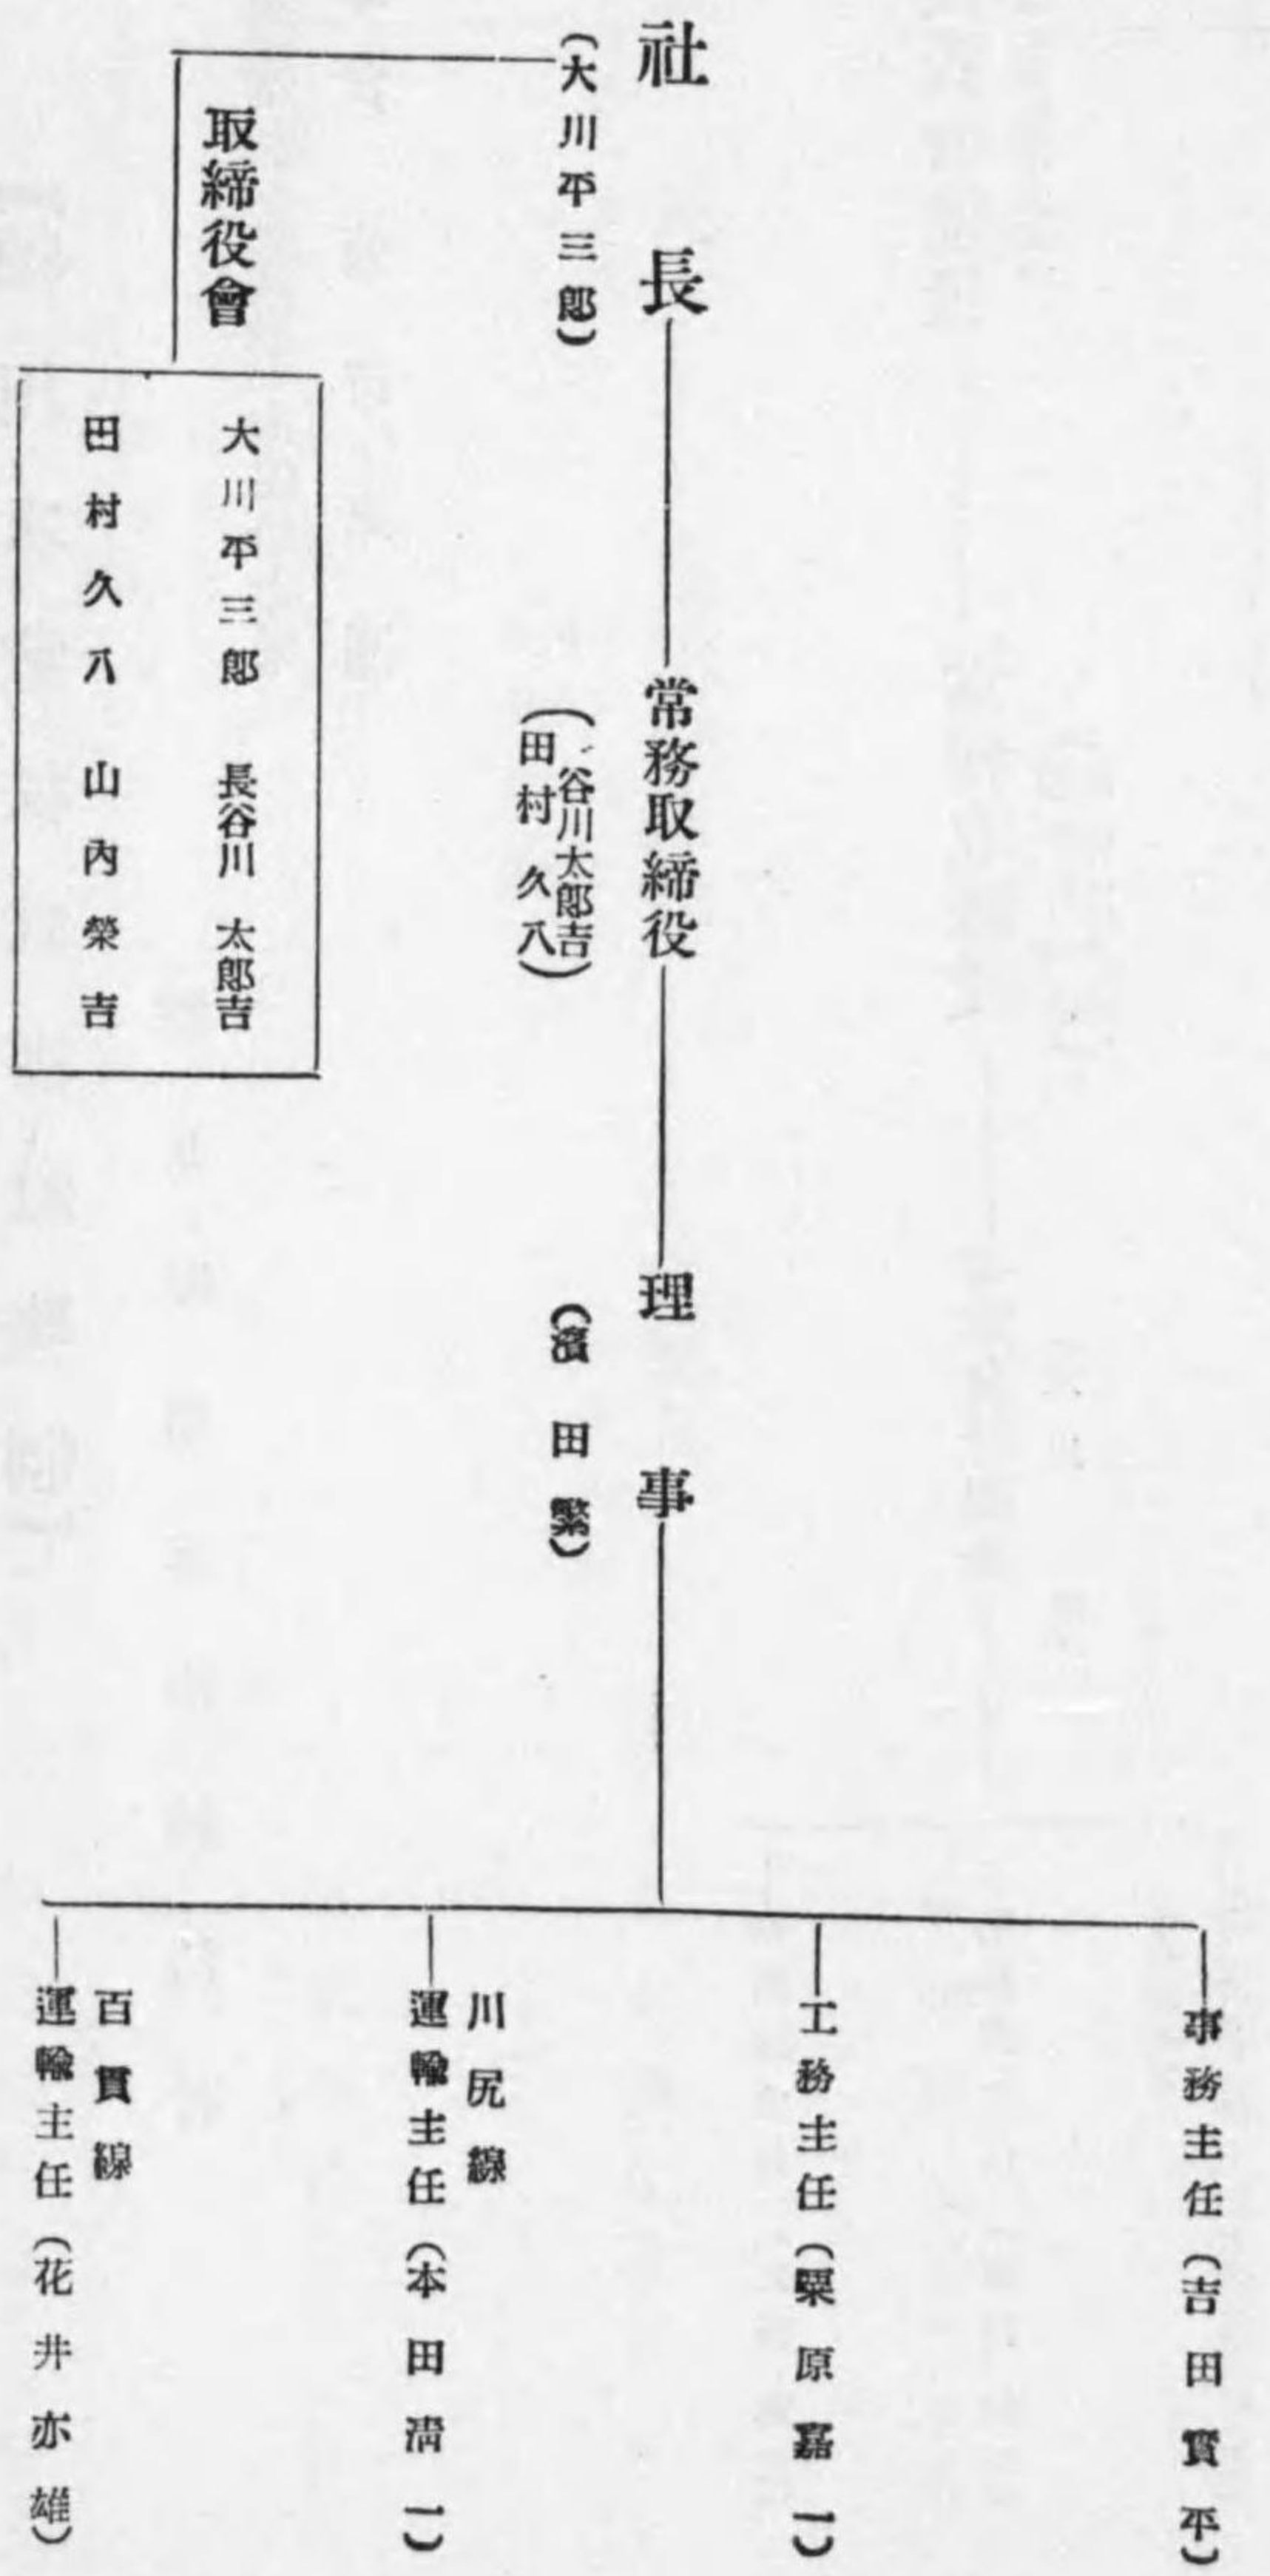 社長
(大川平三郎)
取締役會
大川平三郎 長谷川太郎吉
田村久八 山內榮吉
常務取締役
(谷川太郎吉
田村久八)
理事
(濱田繁)
事務主任(吉田實平)
工務主任(栗原嘉一)
川尻線
運輸主任(本田淸一)
百貫線
運輸主任(花井亦雄)